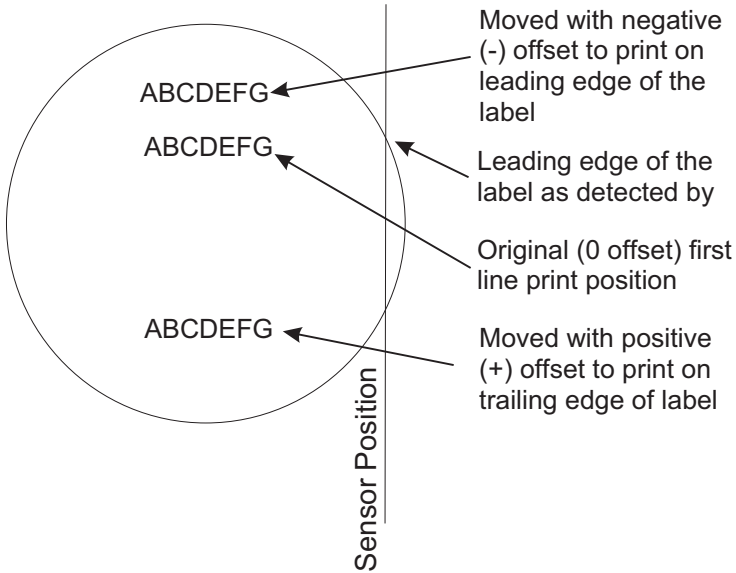 Moved with negative
(-) offset to print on
leading edge of the
label
ABCDEFG
ABCDEFG
Leading edge of the
label as detected by
Original (0 offset) first
line print position
ABCDEFG
Moved with positive
(+) offset to print on
trailing edge of label
Sensor Position